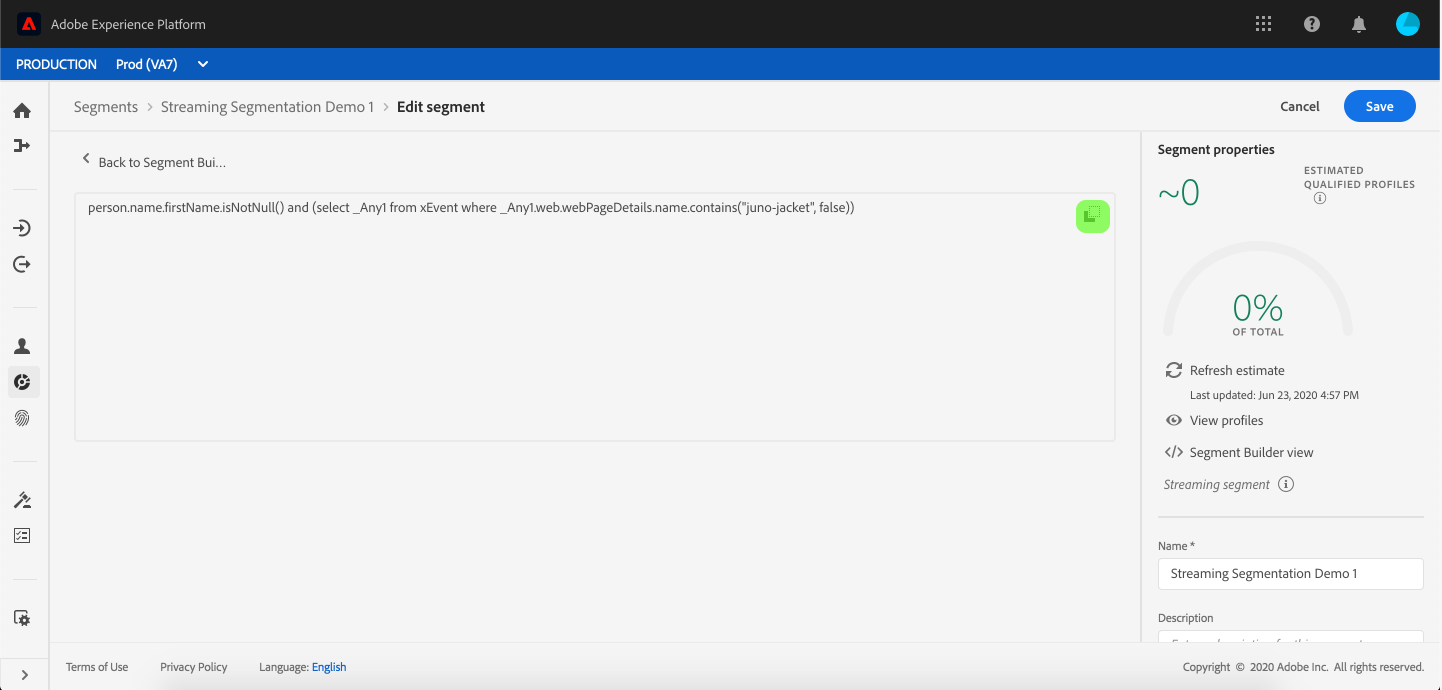 Adobe Experience Platform
PRODUCTION Prod (VA7)
Segments > Streaming Segmentation Demo 1 > Edit segment
Cancel
Save
Back to Segment Bui...
person.name.firstName.isNotNull() and (select _Any1 from xEvent where _Any1.web.webPageDetails.name.contains("juno-jacket", false))
Segment properties
~0
ESTIMATED
QUALIFIED PROFILES
0%
OF TOTAL
Refresh estimate
Last updated: Jun 23, 2020 4:57 PM
View profiles
Segment Builder view
Streaming segment
Name *
Streaming Segmentation Demo 1
Description
Terms of Use Privacy Policy Language: English
Copyright © 2020 Adobe Inc. All rights reserved.